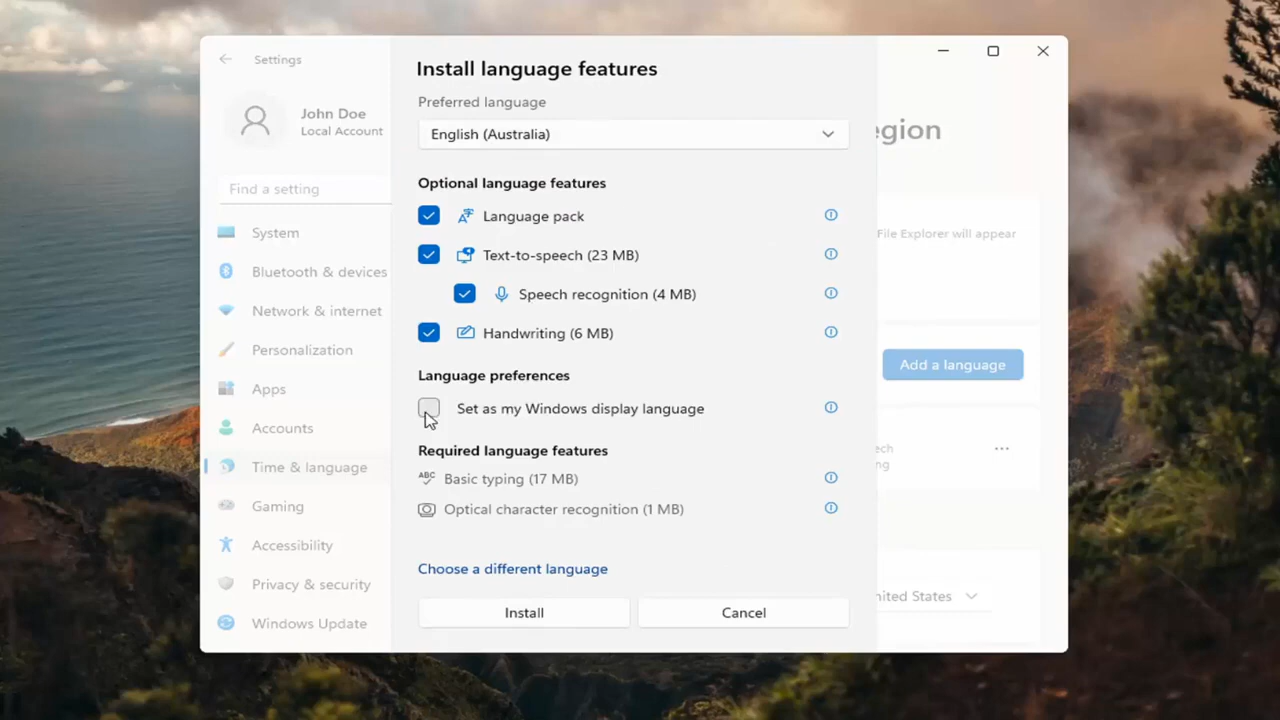 Settings
John Doe
Local Account
Find a setting
System
Bluetooth & devices
Network & internet
Personalization
Apps
Accounts
Time & language
Gaming
Accessibility
Privacy & security
Windows Update
Install language features
Preferred language
English (Australia)
Optional language features
Language pack
Text-to-speech (23 MB)
Speech recognition (4 MB)
Handwriting (6 MB)
Language preferences
Set as my Windows display language
Required language features
ABC Basic typing (17 MB)
Optical character recognition (1 MB)
Choose a different language
Install Cancel
egion
File Explorer will appear
Add a language
ech
ng
nited States